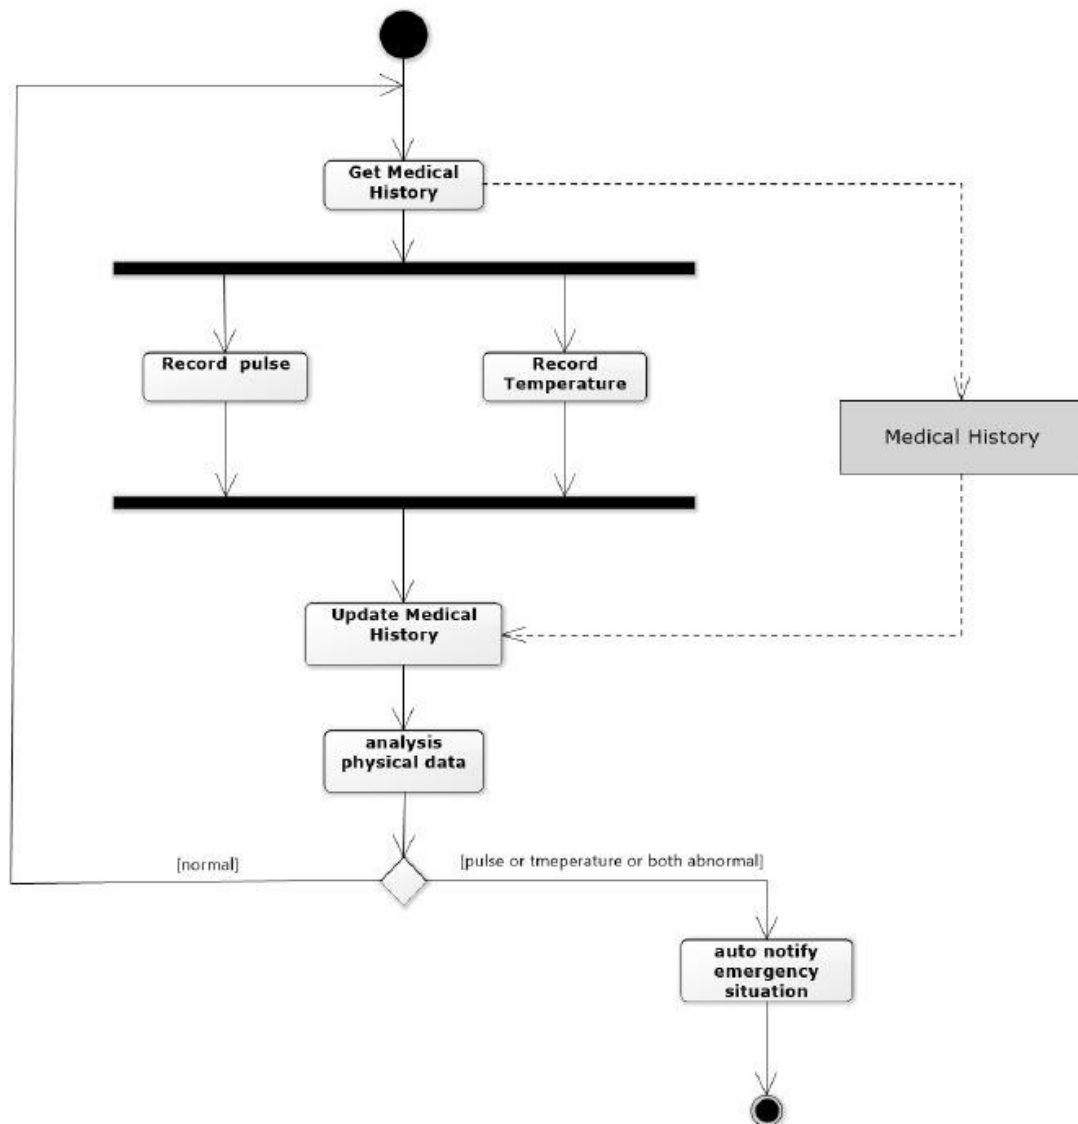 Get Medical
History
Record  pulse
Record
Temperature
Medical History
Update Medical
History
analysis
physical data
[normal]
[pulse or tmeperature or both abnormal]
auto notify
emergency
situation